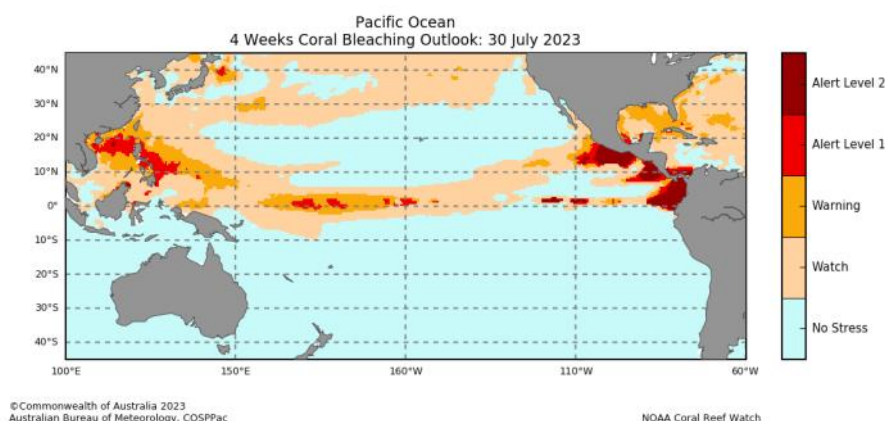 Pacific Ocean
4 Weeks Coral Bleaching Outlook: 30 July 2023
40°N
30°N
20°N
10°N
0°
10°S
20°S
30°S
40°S
100°E
150°E
160°W
110°W
60°W
Alert Level 2
Alert Level 1
Warning
Watch
No Stress
©Commonwealth of Australia 2023
Australian Bureau of Meteorology, COSPPac
NOAA Coral Reef Watch